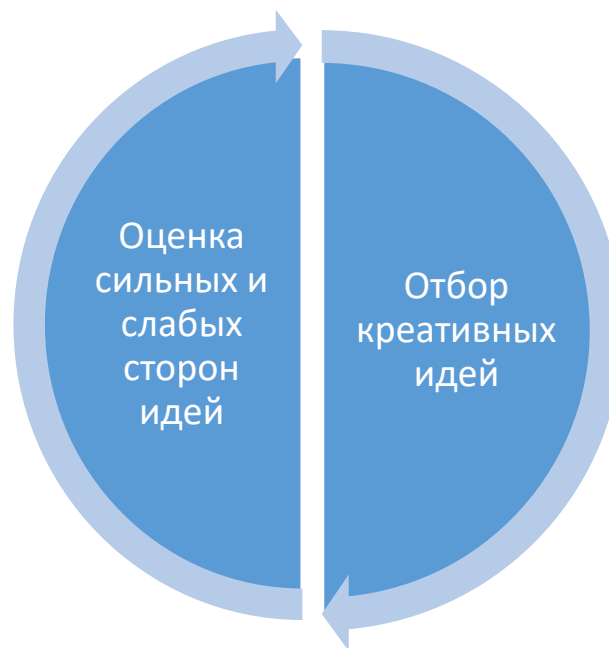 Оценка
сильных и
слабых
сторон
идей
Отбор
креативных
идей